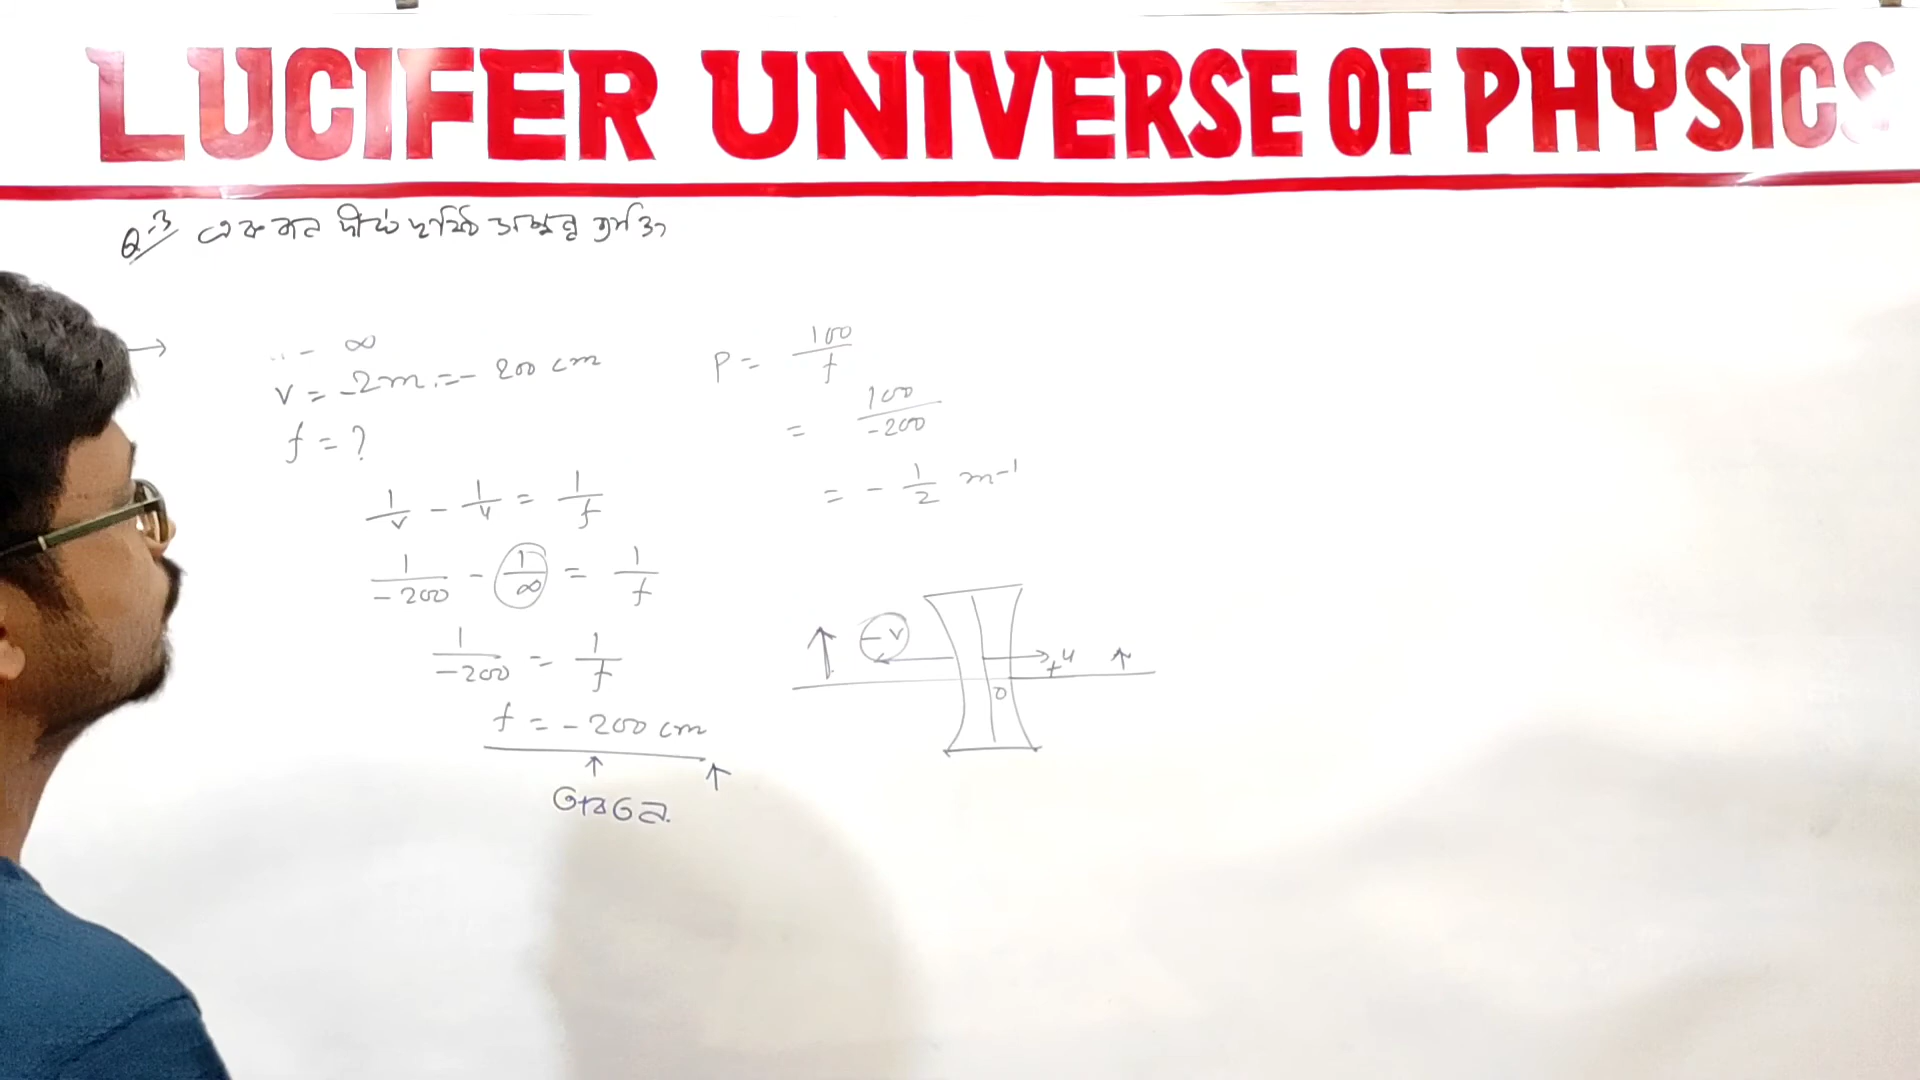 LUCIFER UNIVERSE OF PHYSICS
Q.3 একজন দীর্ঘ দৃষ্টি
∞
v = -2m. = - 200 cm
f = ?
1/v - 1/u = 1/f
1/-200 - 1/∞ = 1/f
1/-200 = 1/f
f = - 200 cm
P = 100/f
= 100/-200
= - 1/2 m-1
-v
+u
O